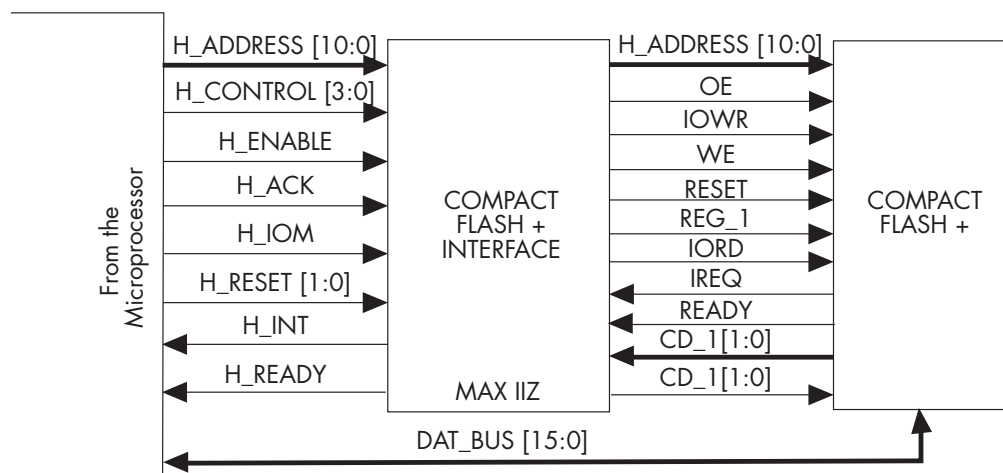 H_ADDRESS [10:0]
H_CONTROL [3:0]
H_ENABLE
H_ACK
H_IOM
H_RESET [1:0]
H_INT
H_READY
From the
Microprocessor
COMPACT
FLASH +
INTERFACE
MAX IIZ
H_ADDRESS [10:0]
OE
IOWR
WE
RESET
REG_1
IORD
IREQ
READY
CD_1[1:0]
CD_1[1:0]
COMPACT
FLASH +
DAT_BUS [15:0]